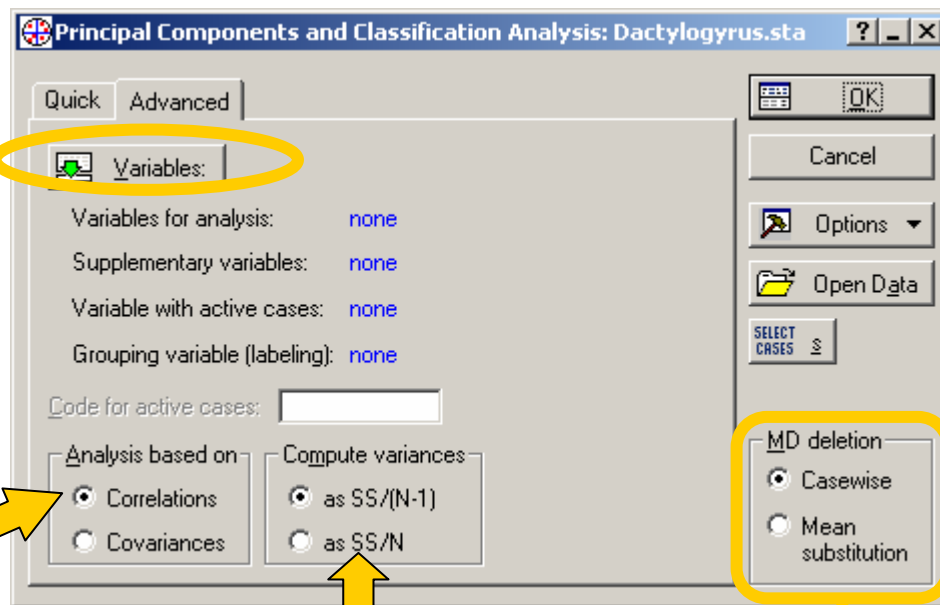 Principal Components and Classification Analysis: Dactylogyrus.sta
Quick Advanced
Variables:
Variables for analysis: none
Supplementary variables: none
Variable with active cases: none
Grouping variable (labeling): none
Code for active cases:
Analysis based on
Correlations
Covariances
Compute variances
as SS/(N-1)
as SS/N
OK
Cancel
Options
Open Data
SELECT
CASES S
MD deletion
Casewise
Mean
substitution